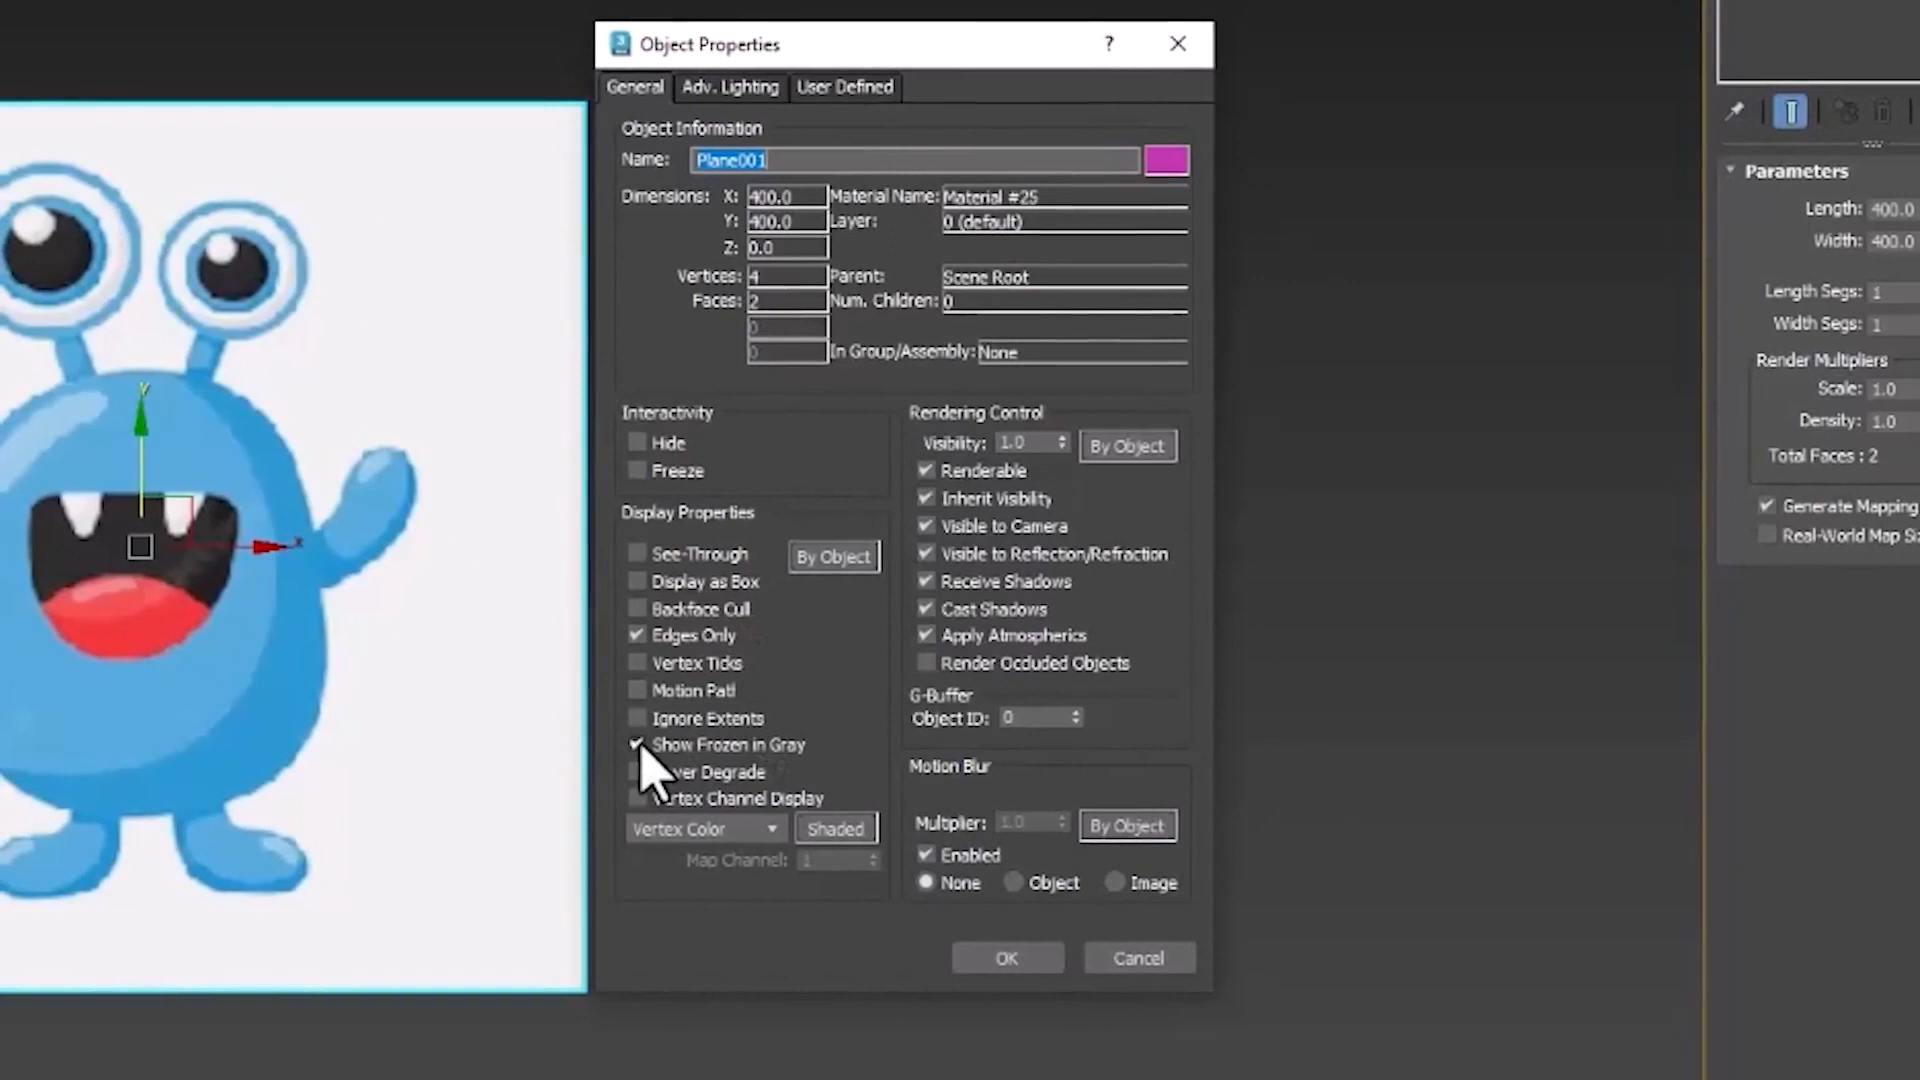 Object Properties ? ×
General Adv. Lighting User Defined
Object Information
Name: Plane001
Dimensions: X: 400.0 Material Name: Material #25
Y: 400.0 Layer: 0 (default)
Z: 0.0
Vertices: 4 Parent: Scene Root
Faces: 2 Num. Children: 0
0
0 In Group/Assembly: None
Interactivity
Hide
Freeze
Display Properties
See-Through By Object
Display as Box
Backface Cull
Edges Only
Vertex Ticks
Motion Path
Ignore Extents
Show Frozen in Gray
Degrade
Vertex Channel Display
Vertex Color Shaded
Map Channel: 1
Rendering Control
Visibility: 1.0 By Object
Renderable
Inherit Visibility
Visible to Camera
Visible to Reflection/Refraction
Receive Shadows
Cast Shadows
Apply Atmospherics
Render Occluded Objects
G-Buffer
Object ID: 0
Motion Blur
Multiplier: 1.0 By Object
Enabled
None Object Image
OK Cancel
Parameters
Length: 400.0
Width: 400.0
Length Segs: 1
Width Segs: 1
Render Multipliers
Scale: 1.0
Density: 1.0
Total Faces : 2
Generate Mapping
Real-World Map
y
x